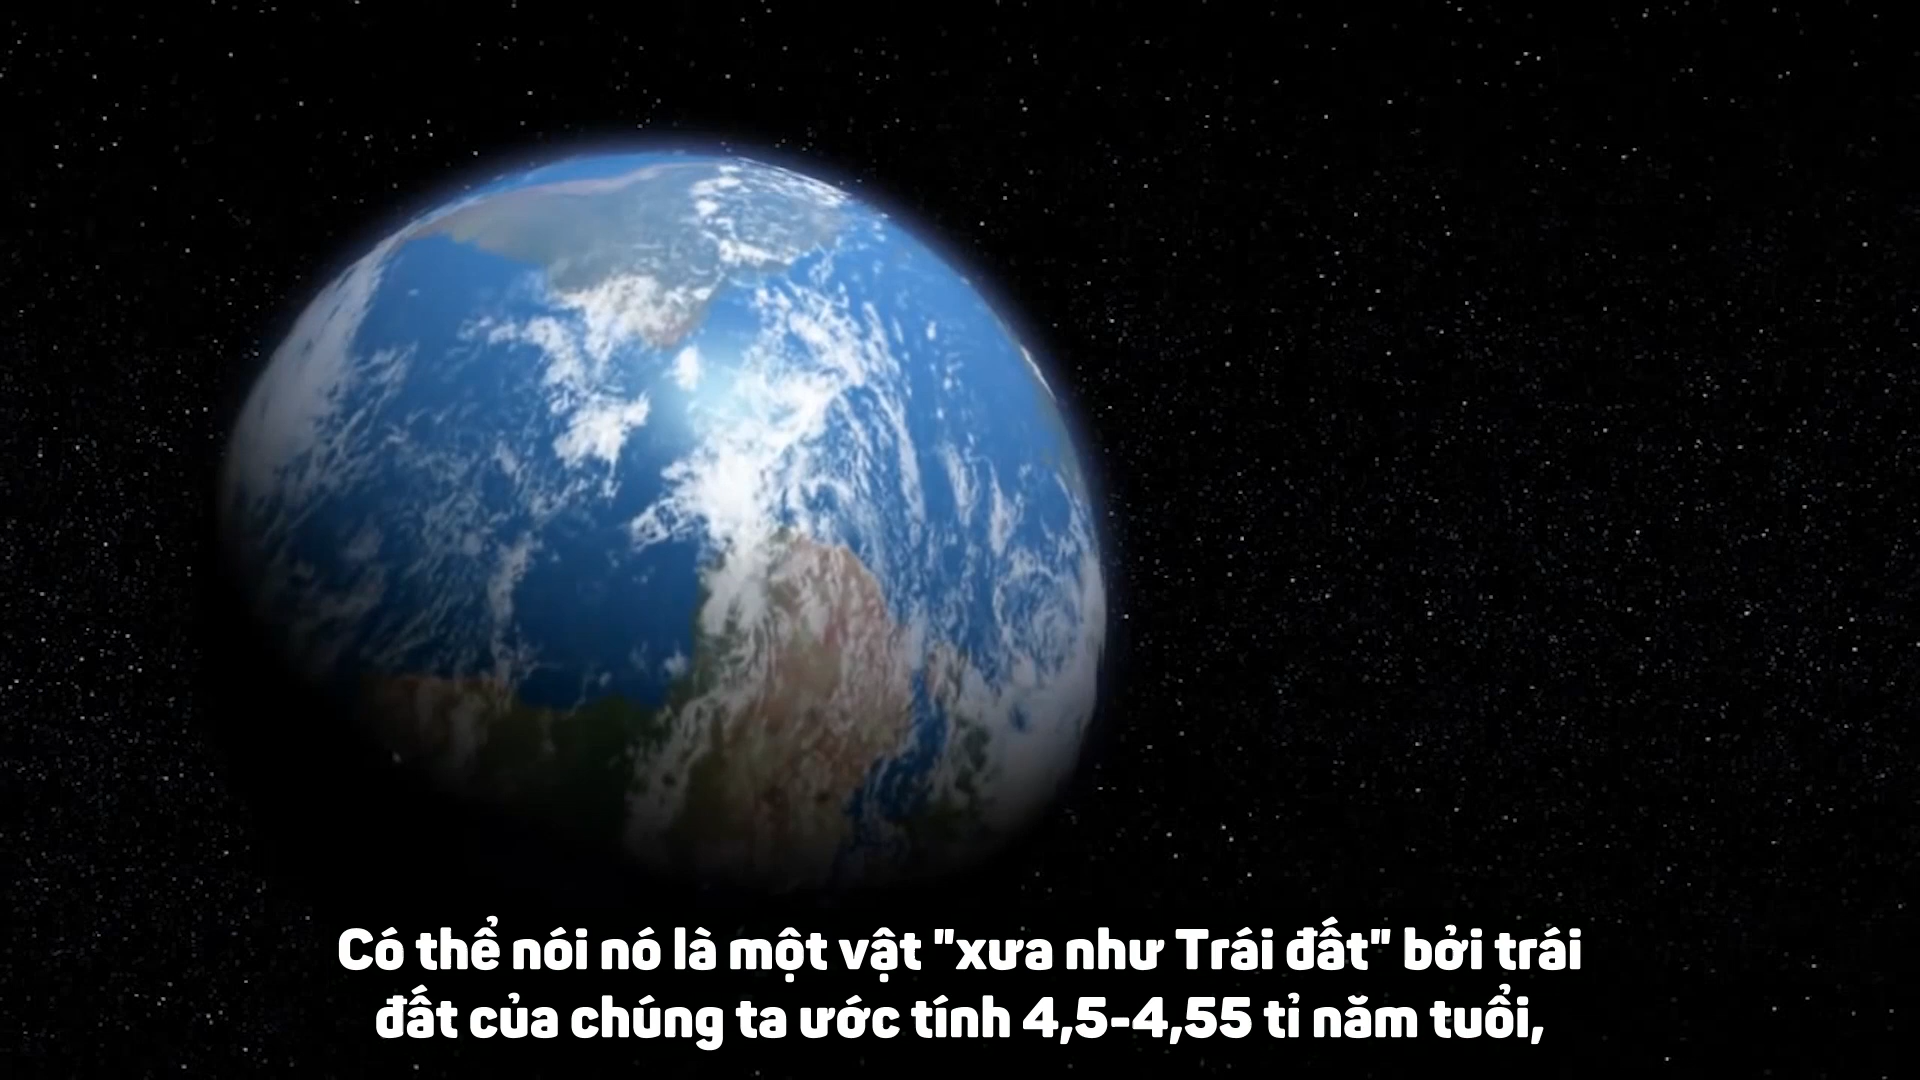 Có thể nói nó là một vật "xưa như Trái đất" bởi trái
đất của chúng ta ước tính 4,5-4,55 tỉ năm tuổi,